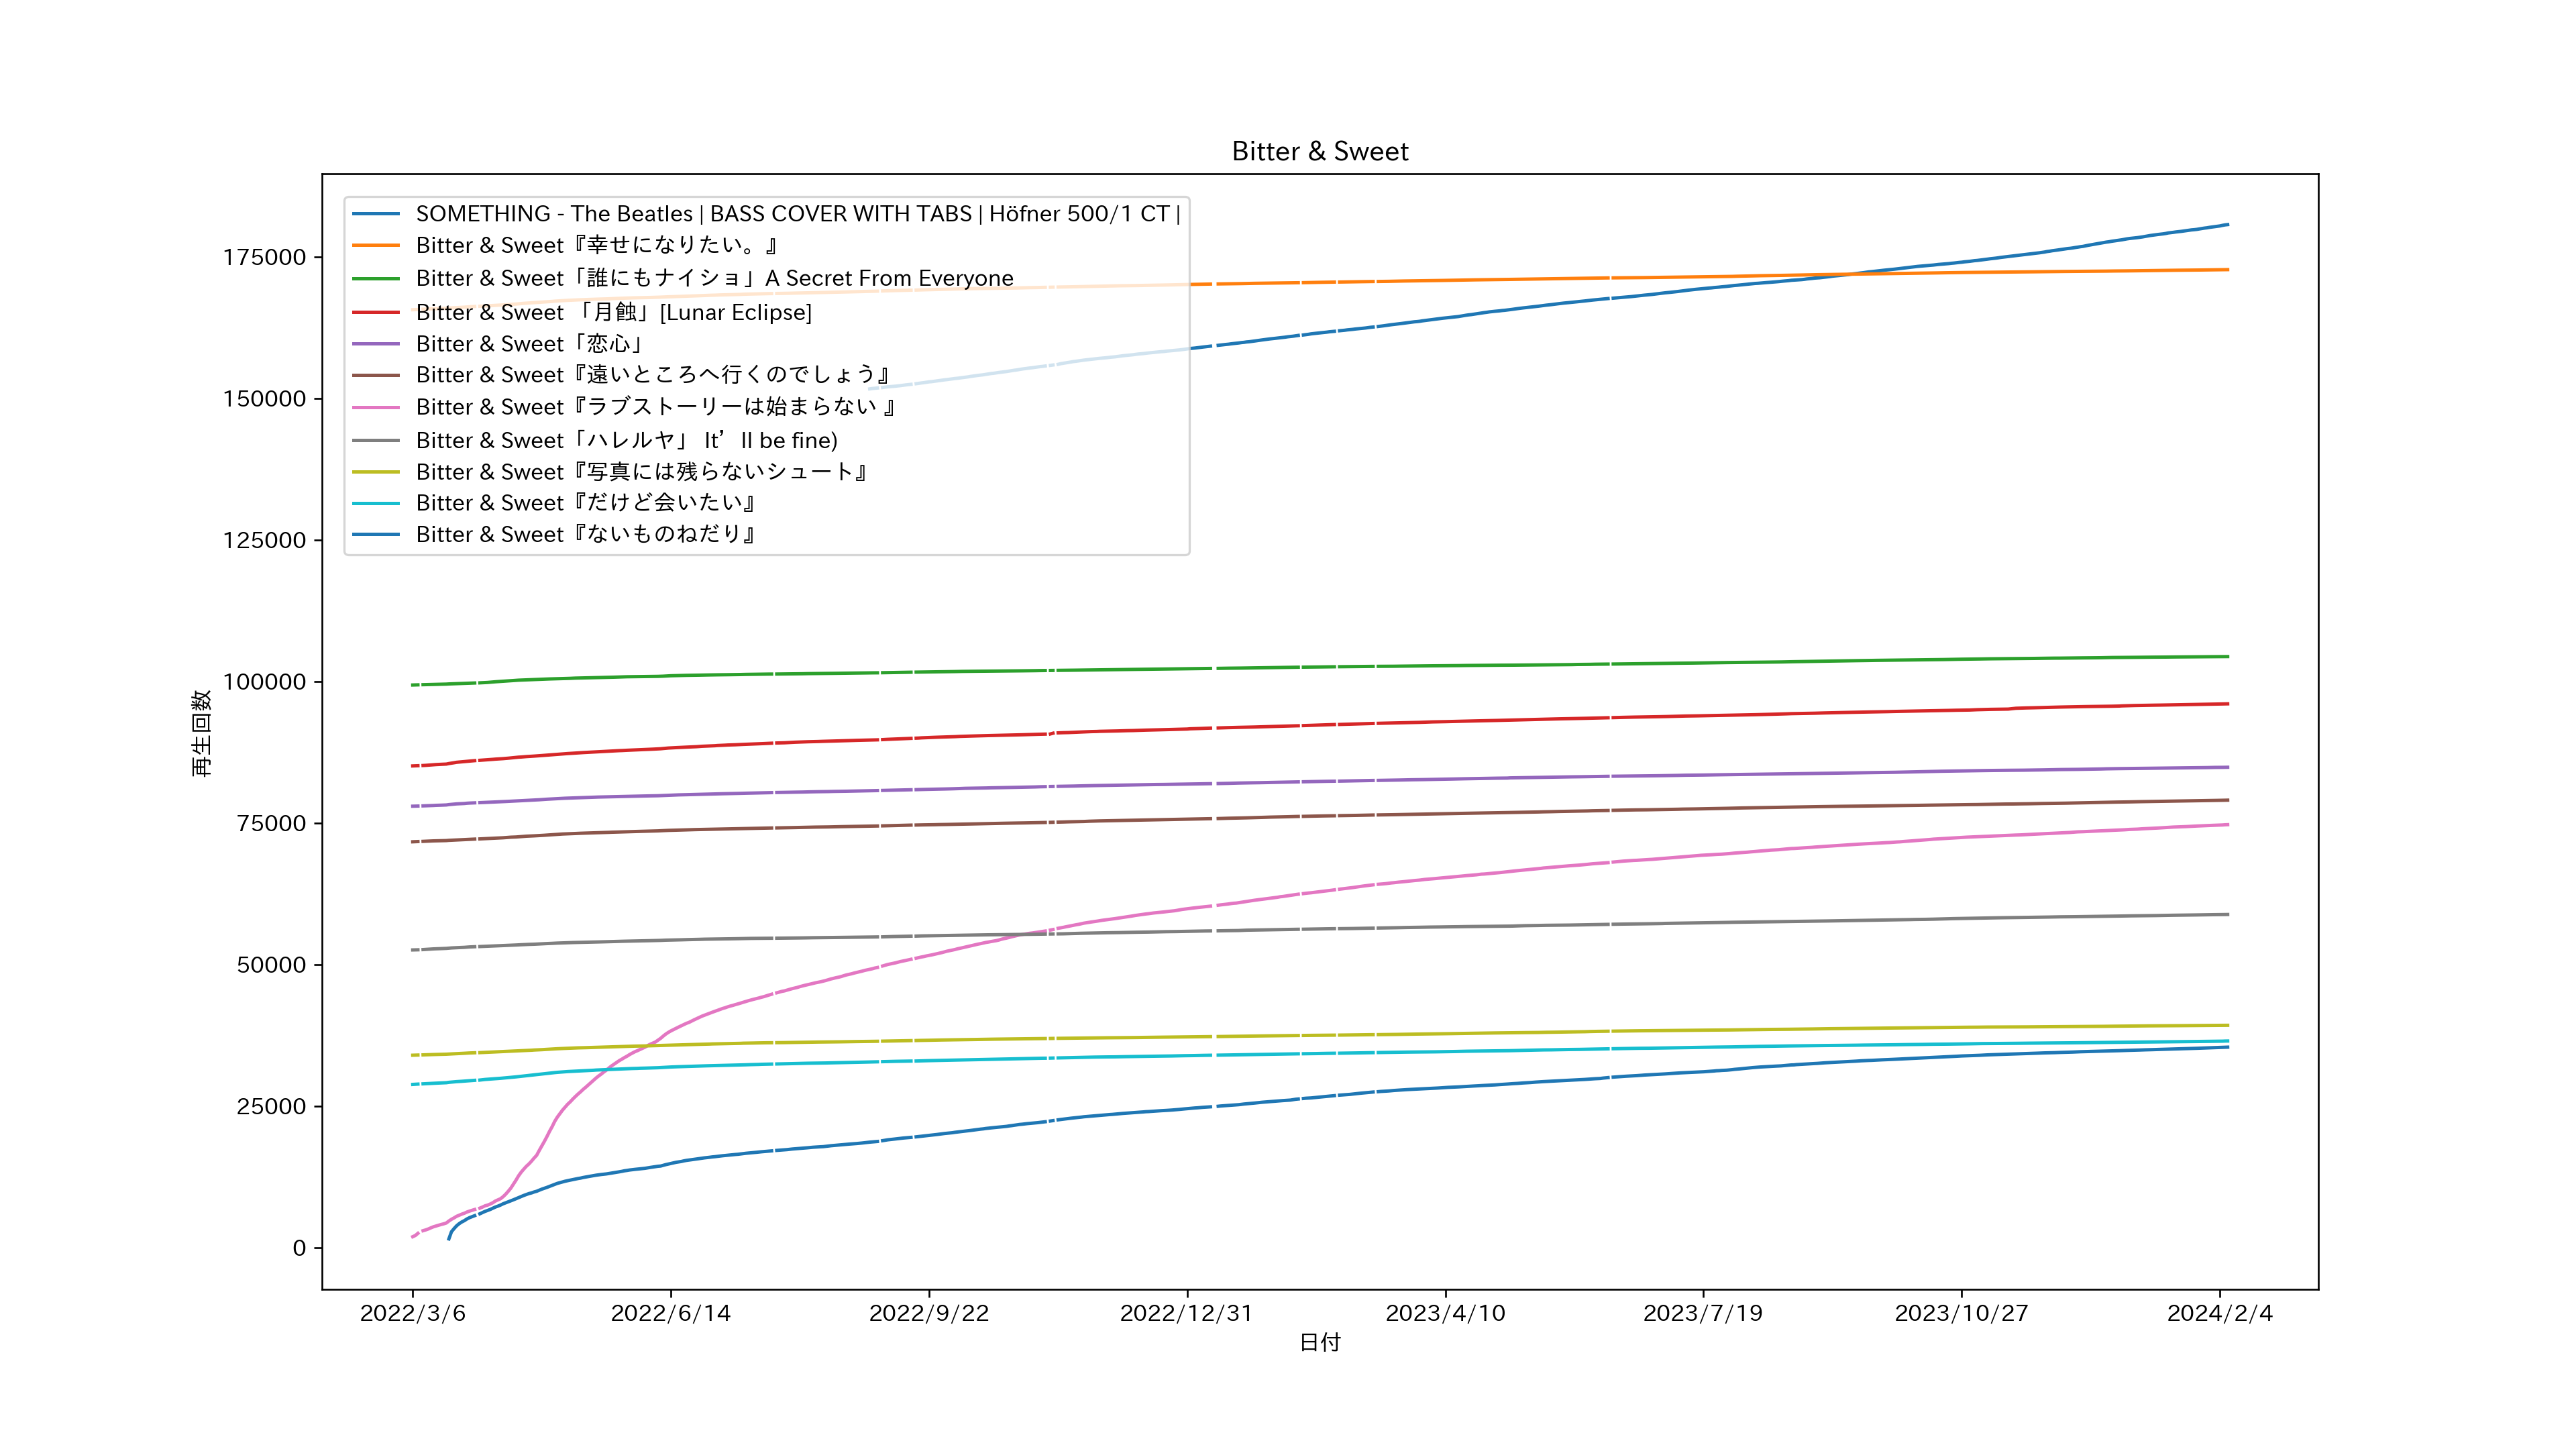 Bitter & Sweet
SOMETHING - The Beatles | BASS COVER WITH TABS | Höfner 500/1 CT |
Bitter & Sweet『幸せになりたい。』
Bitter & Sweet「誰にもナイショ」A Secret From Everyone
Bitter & Sweet 「月蝕」[Lunar Eclipse]
Bitter & Sweet「恋心」
Bitter & Sweet『遠いところへ行くのでしょう』
Bitter & Sweet『ラブストーリーは始まらない 』
Bitter & Sweet「ハレルヤ」 It’ll be fine)
Bitter & Sweet『写真には残らないシュート』
Bitter & Sweet『だけど会いたい』
Bitter & Sweet『ないものねだり』
175000
150000
125000
100000
75000
50000
25000
0
再生回数
2022/3/6
2022/6/14
2022/9/22
2022/12/31
2023/4/10
2023/7/19
2023/10/27
2024/2/4
日付